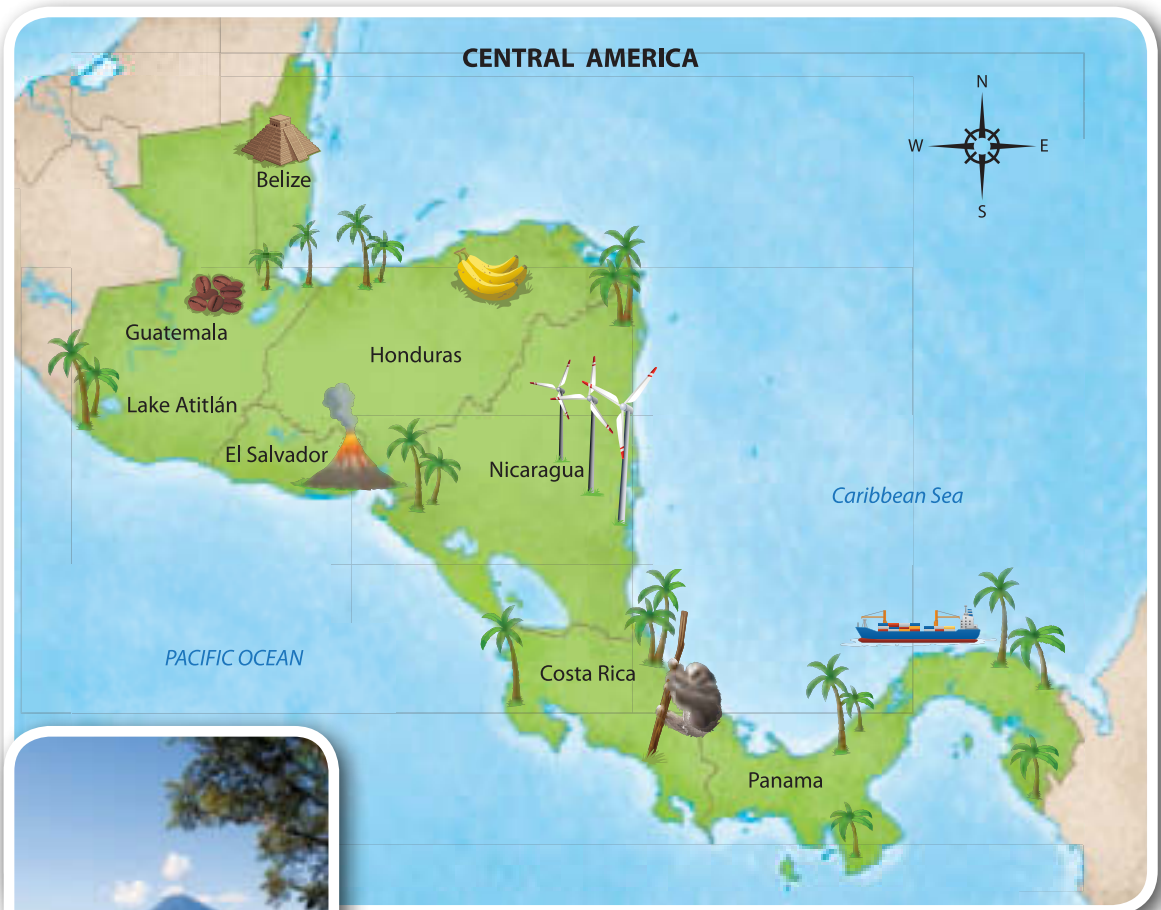 CENTRAL AMERICA
N
W
E
S
Belize
Guatemala
Honduras
Lake Atitlán
El Salvador
Nicaragua
Caribbean Sea
PACIFIC OCEAN
Costa Rica
Panama